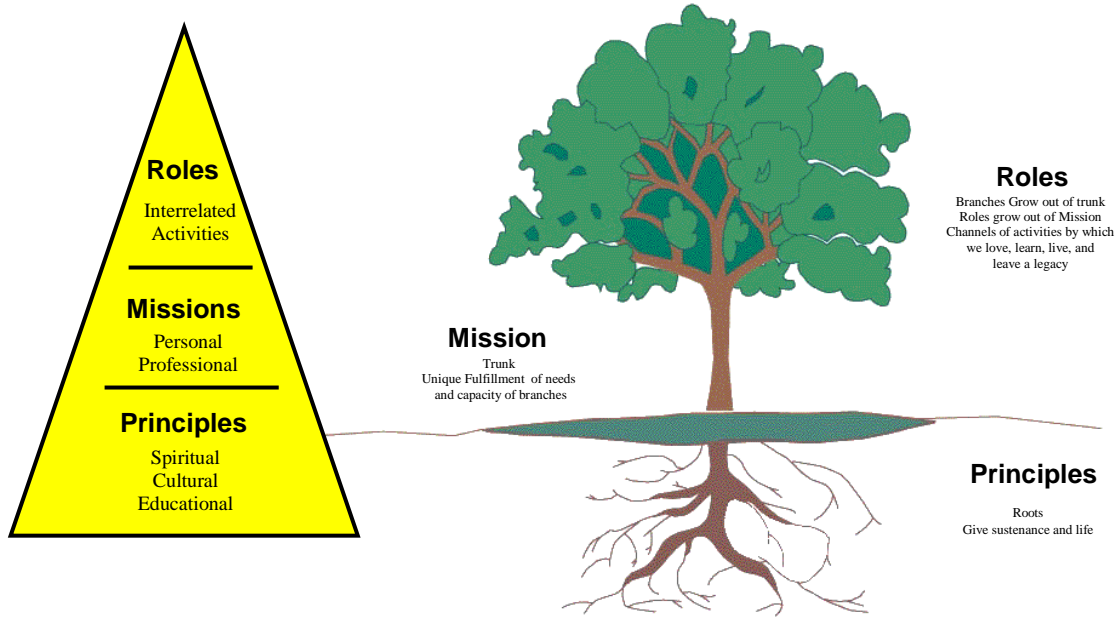 Roles
Interrelated
Activities
Missions
Personal
Professional
Principles
Spiritual
Cultural
Educational
Mission
Trunk
Unique Fulfillment of needs
and capacity of branches
Roles
Branches Grow out of trunk
Roles grow out of Mission
Channels of activities by which
we love, learn, live, and
leave a legacy
Principles
Roots
Give sustenance and life